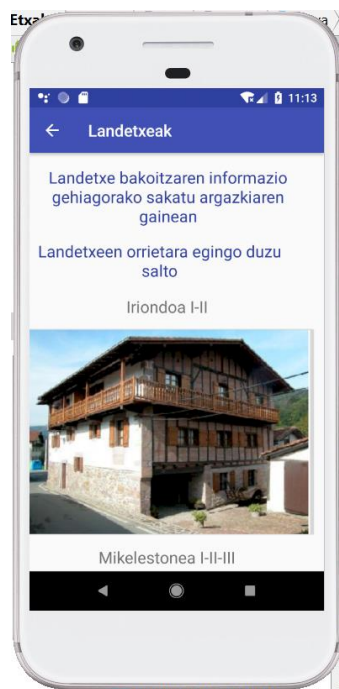 11:13
Landetxeak
Landetxe bakoitzaren informazio
gehiagorako sakatu argazkiaren
gainean
Landetxeen orrietara egingo duzu
salto
Iriondoa I-II
Mikelestonea I-II-III